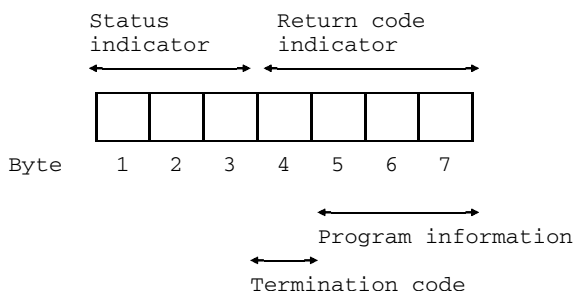 Status Return code
indicator indicator
Byte 1 2 3 4 5 6 7
Program information
Termination code